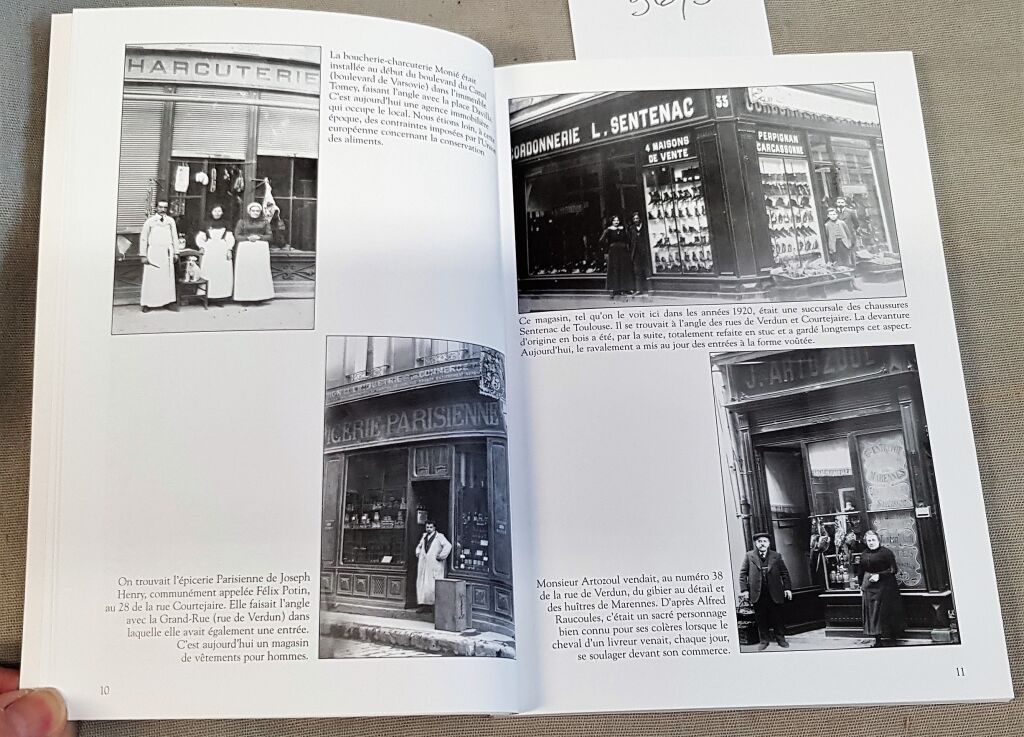 HARCUTERIE
La boucherie-charcuterie Monié était
installée au début du boulevard du Canal
(boulevard de Varsovie) dans l'immeuble
Tomey, faisant l'angle avec la place Davilla.
C'est aujourd'hui une agence immobilière
qui occupe le local. Nous étions loin, à cette
époque, des contraintes imposées par l'Union
européenne concernant la conservation
des aliments.
ICERIE PARISIENNE
On trouvait l'épicerie Parisienne de Joseph
Henry, communément appelée Félix Potin,
au 28 de la rue Courtejaire. Elle faisait l'angle
avec la Grand-Rue (rue de Verdun) dans
laquelle elle avait également une entrée.
C'est aujourd'hui un magasin
de vêtements pour hommes.
10
ORDONNERIE L. SENTENAC
33
4 MAISONS
DE VENTE
PERPIGNAN
CARCASSONNE
Ce magasin, tel qu'on le voit ici dans les années 1920, était une succursale des chaussures
Sentenac de Toulouse. Il se trouvait à l'angle des rues de Verdun et Courtejaire. La devanture
d'origine en bois a été, par la suite, totalement refaite en stuc et a gardé longtemps cet aspect.
Aujourd'hui, le ravalement a mis au jour des entrées à la forme voûtée.
J. ARTOZOUL
MARENNES
Monsieur Artozoul vendait, au numéro 38
de la rue de Verdun, du gibier au détail et
des huîtres de Marennes. D'après Alfred
Raucoules, c'était un sacré personnage
bien connu pour ses colères lorsque le
cheval d'un livreur venait, chaque jour,
se soulager devant son commerce.
11